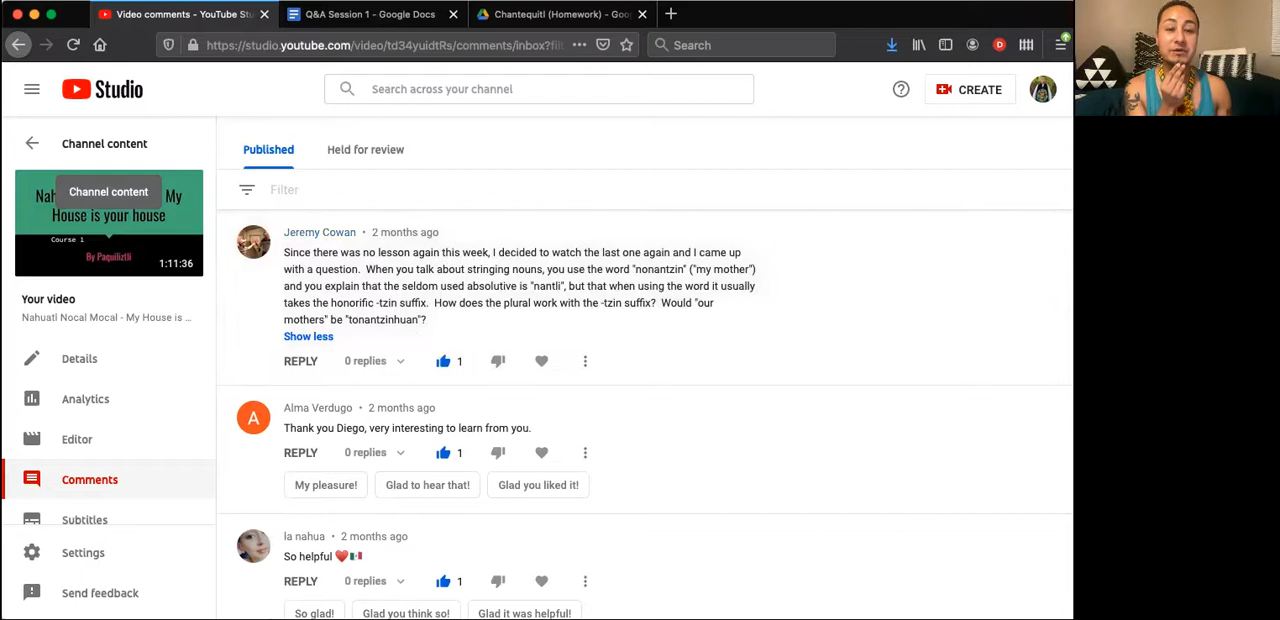 Video comments - YouTube Stu
Q&A Session 1 - Google Docs
Chantequitl (Homework) - Goo
https://studio.youtube.com/video/td34yuidtRs/comments/inbox?fil
Search
D
Studio
Search across your channel
CREATE
Channel content
Channel content
Nah
My
House is your house
Course 1
By Paquiliztli
1:11:36
Your video
Nahuatl Nocal Mocal - My House is ...
Details
Analytics
Editor
Comments
Subtitles
Settings
Send feedback
Published
Held for review
Filter
Jeremy Cowan • 2 months ago
Since there was no lesson again this week, I decided to watch the last one again and I came up
with a question. When you talk about stringing nouns, you use the word "nonantzin" ("my mother")
and you explain that the seldom used absolutive is "nantli", but that when using the word it usually
takes the honorific -tzin suffix. How does the plural work with the -tzin suffix? Would "our
mothers" be "tonantzinhuan"?
Show less
REPLY 0 replies 1
A
Alma Verdugo • 2 months ago
Thank you Diego, very interesting to learn from you.
REPLY 0 replies 1
My pleasure! Glad to hear that! Glad you liked it!
la nahua • 2 months ago
So helpful ❤️🇲🇽
REPLY 0 replies 1
So glad! Glad you think so! Glad it was helpful!